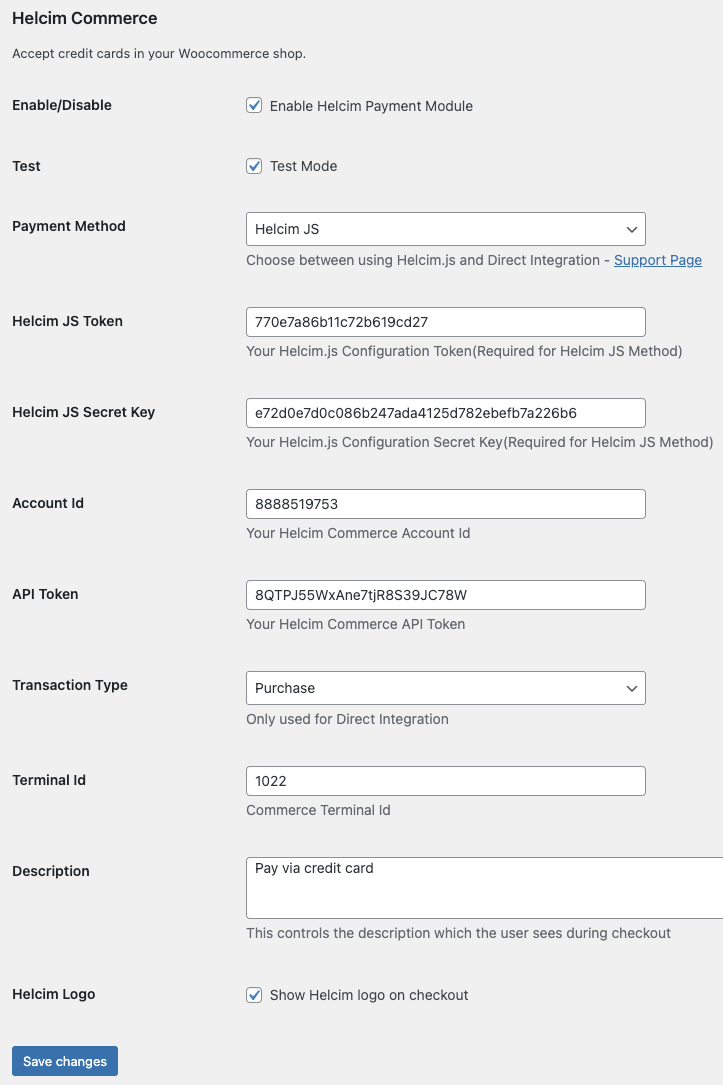 Helcim Commerce
Accept credit cards in your Woocommerce shop.
Enable/Disable
Enable Helcim Payment Module
Test
Test Mode
Payment Method
Helcim JS
Choose between using Helcim.js and Direct Integration - Support Page
Helcim JS Token
770e7a86b11c72b619cd27
Your Helcim.js Configuration Token(Required for Helcim JS Method)
Helcim JS Secret Key
e72d0e7d0c086b247ada4125d782ebefb7a226b6
Your Helcim.js Configuration Secret Key(Required for Helcim JS Method)
Account Id
8888519753
Your Helcim Commerce Account Id
API Token
8QTPJ55WxAne7tjR8S39JC78W
Your Helcim Commerce API Token
Transaction Type
Purchase
Only used for Direct Integration
Terminal Id
1022
Commerce Terminal Id
Description
Pay via credit card
This controls the description which the user sees during checkout
Helcim Logo
Show Helcim logo on checkout
Save changes